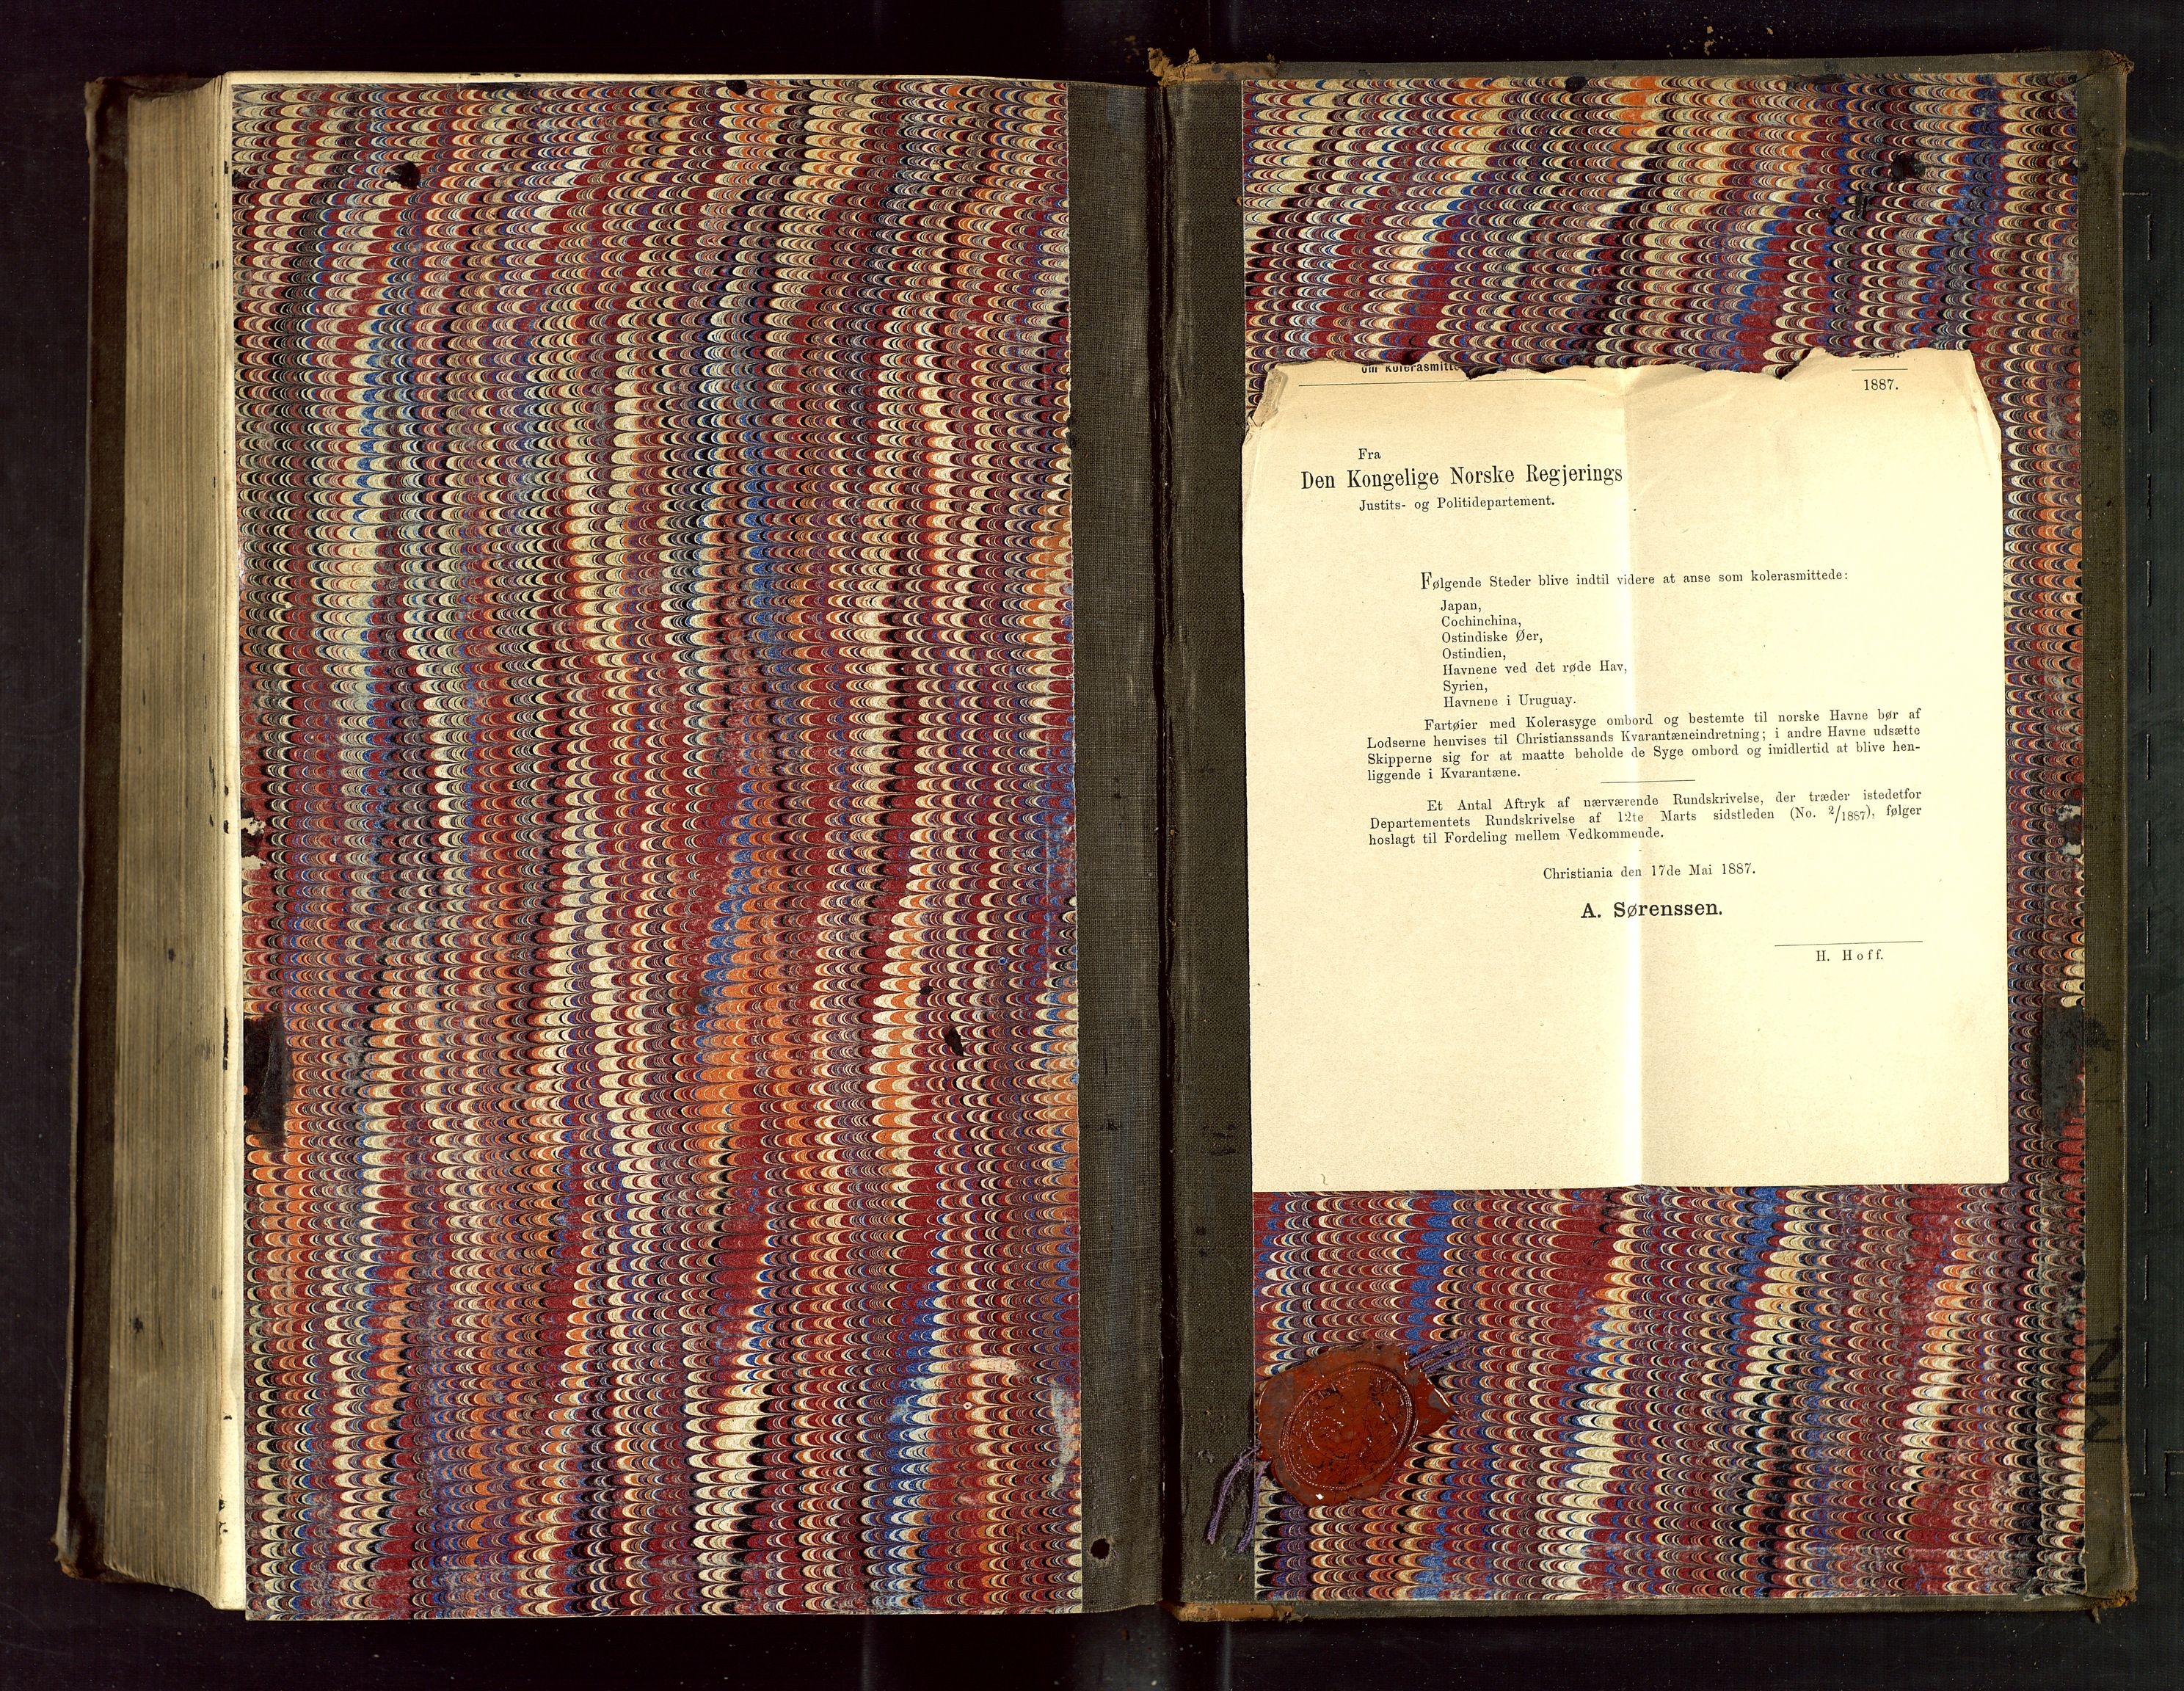 om kolerasmitte
1887.
Fra
Den Kongelige Norske Regjerings
Justits- og Politidepartement.
Følgende Steder blive indtil videre at anse som kolerasmittede:
Japan,
Cochinchina,
Ostindiske Øer,
Ostindien,
Havnene ved det røde Hav,
Syrien,
Havnene i Uruguay.
Fartøier med Kolerasyge ombord og bestemte til norske Havne bør af
Lodserne henvises til Christianssands Kvarantæneindretning; i andre Havne udsætte
Skipperne sig for at maatte beholde de Syge ombord og imidlertid at blive hen-
liggende i Kvarantæne.
Et Antal Aftryk af nærværende Rundskrivelse, der træder istedetfor
Departementets Rundskrivelse af 12te Marts sidstleden (No. 2/1887), følger
hoslagt til Fordeling mellem Vedkommende.
Christiania den 17de Mai 1887.
A. Sørenssen.
H. Hoff.